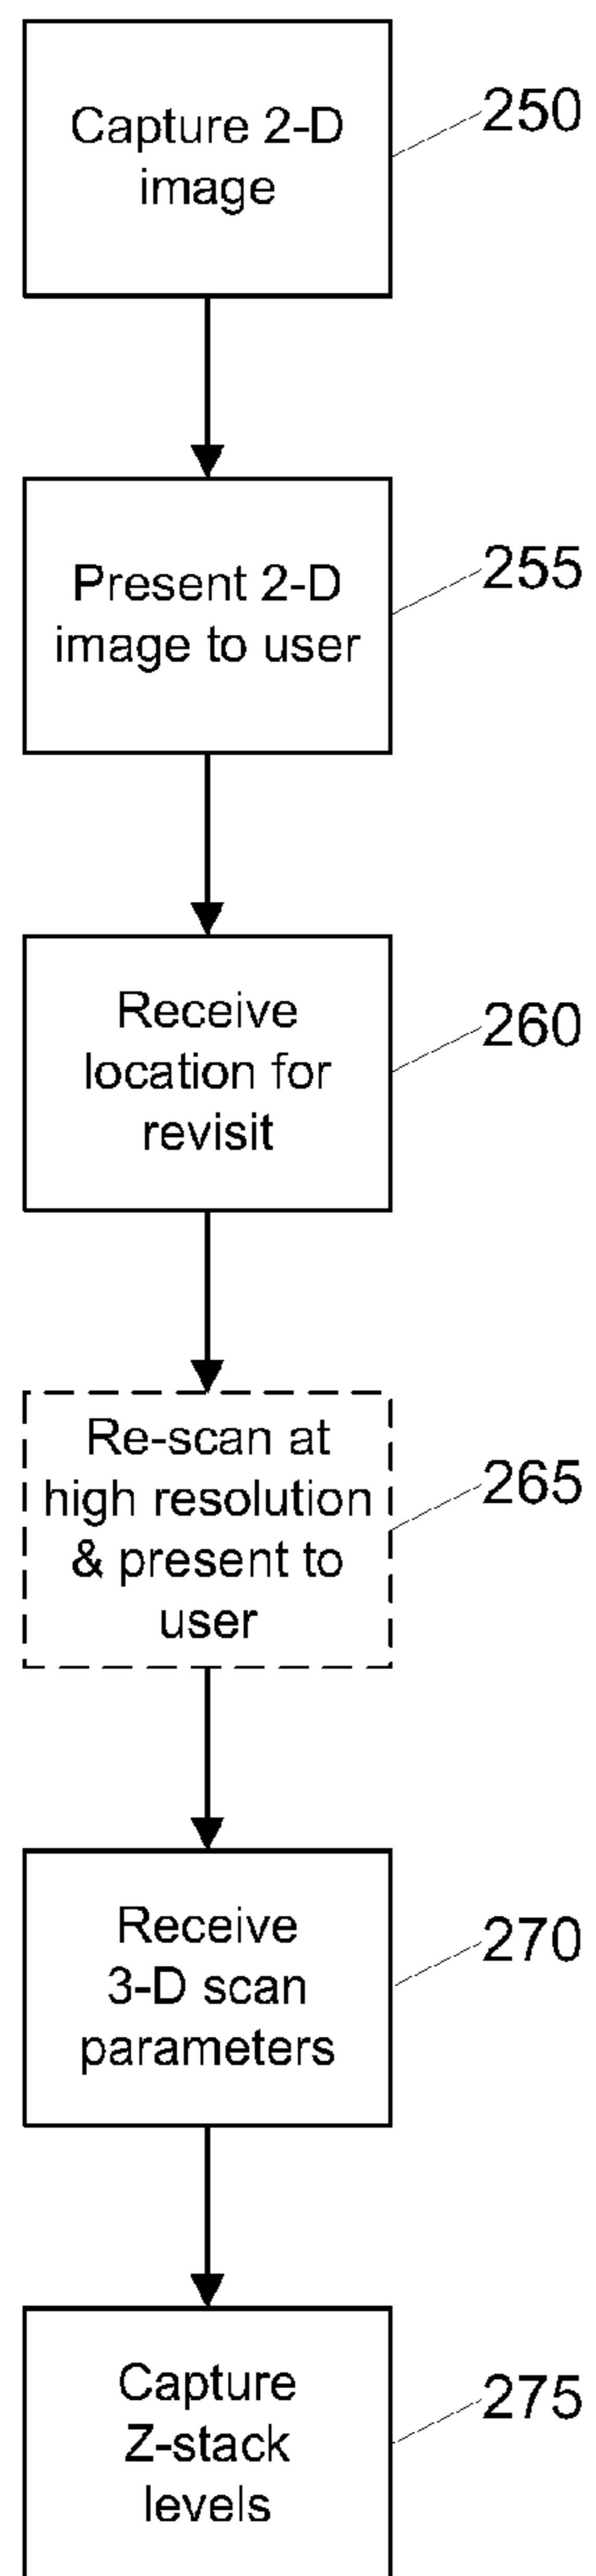 Capture 2-D
image
250
Present 2-D
image to user
255
Receive
location for
revisit
260
Re-scan at
high resolution
& present to
user
265
Receive
3-D scan
parameters
270
Capture
Z-stack
levels
275